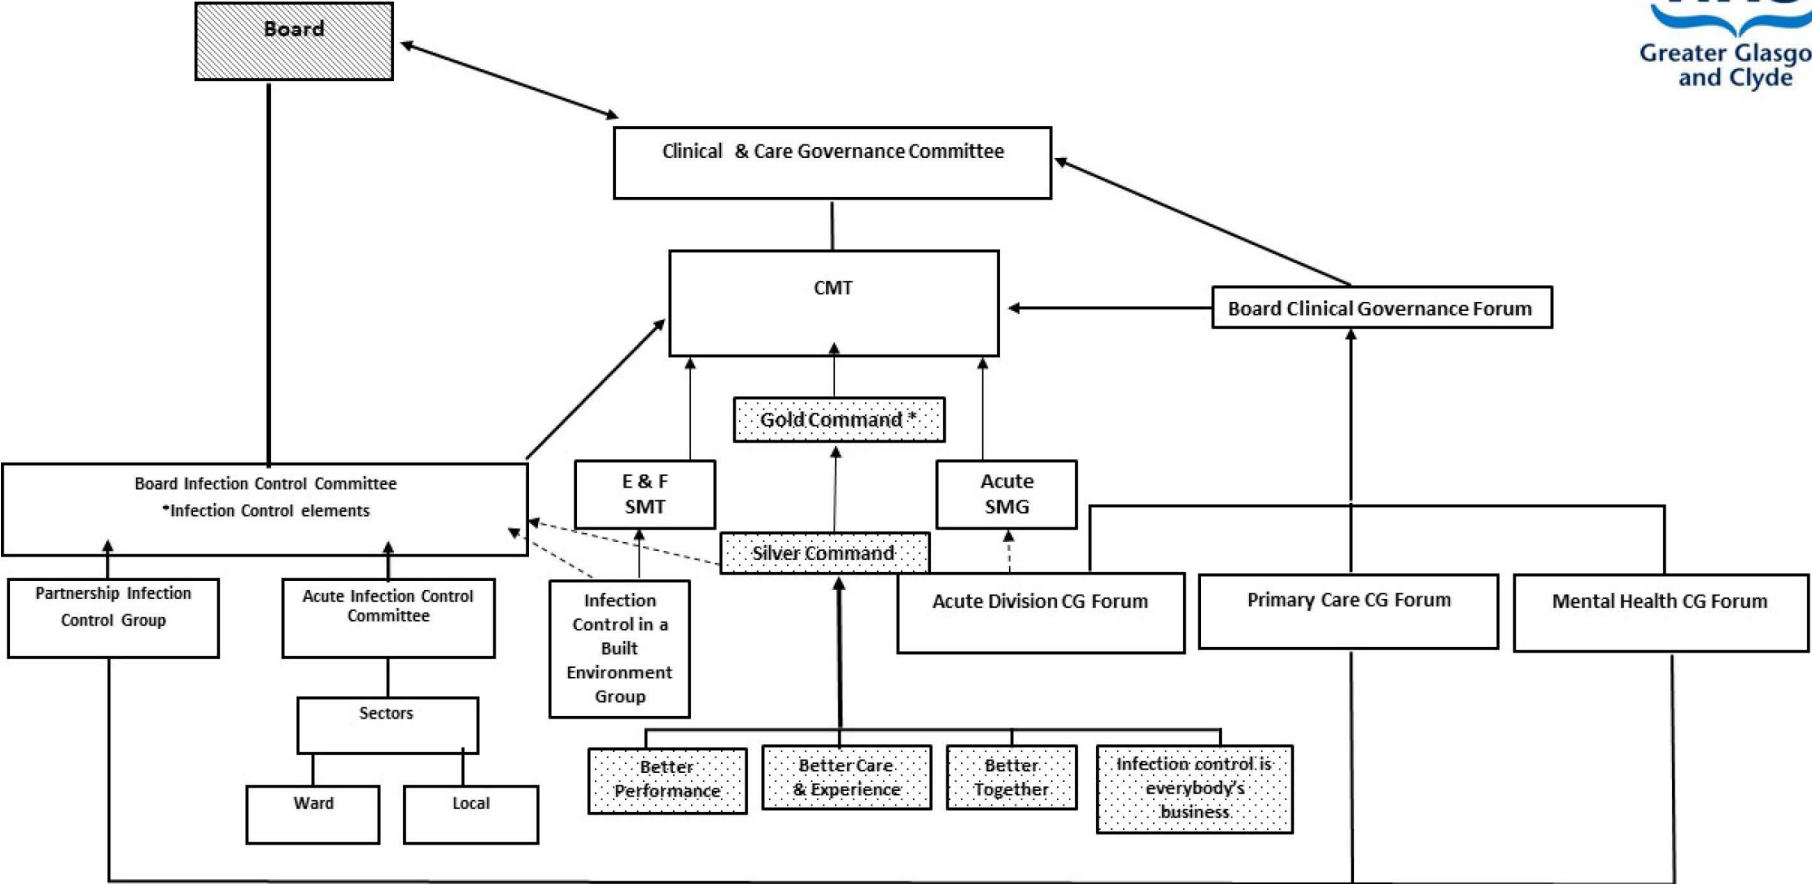 Board
Greater Glasgo
and Clyde
Clinical & Care Governance Committee
CMT
Board Clinical Governance Forum
Gold Command *
E & F
SMT
Acute
SMG
Board Infection Control Committee
*Infection Control elements
Silver Command
Partnership Infection
Control Group
Acute Infection Control
Committee
Infection
Control in a
Built
Environment
Group
Acute Division CG Forum
Primary Care CG Forum
Mental Health CG Forum
Sectors
Ward
Local
Better
Performance
Better Care
& Experience
Better
Together
Infection control is
everybody's
business